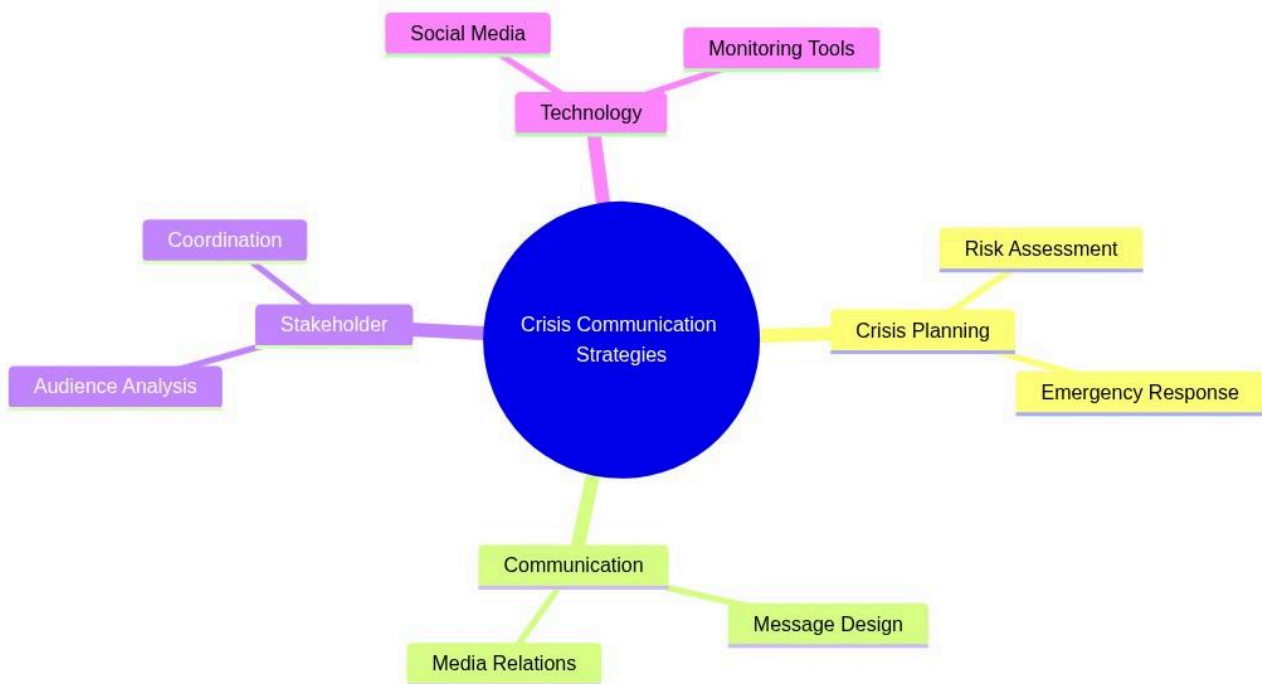 Social Media
Monitoring Tools
Technology
Coordination
Risk Assessment
Stakeholder
Crisis Communication
Strategies
Crisis Planning
Audience Analysis
Emergency Response
Communication
Message Design
Media Relations